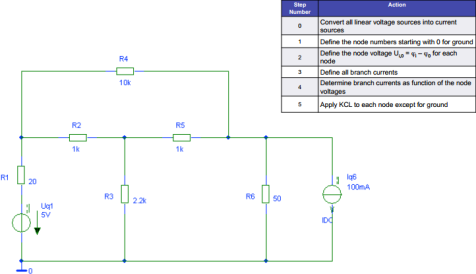 Step Number Action
0 Convert all linear voltage sources into current sources
1 Define the node numbers starting with 0 for ground
2 Define the node voltage Ui,0 = φi – φ0 for each node
3 Define all branch currents
4 Determine branch currents as function of the node voltages
5 Apply KCL to each node except for ground
R4
10k
R2
1k
R5
1k
R1
20
Uq1
5V
R3
2.2k
R6
50
Iq6
100mA
IDC
0